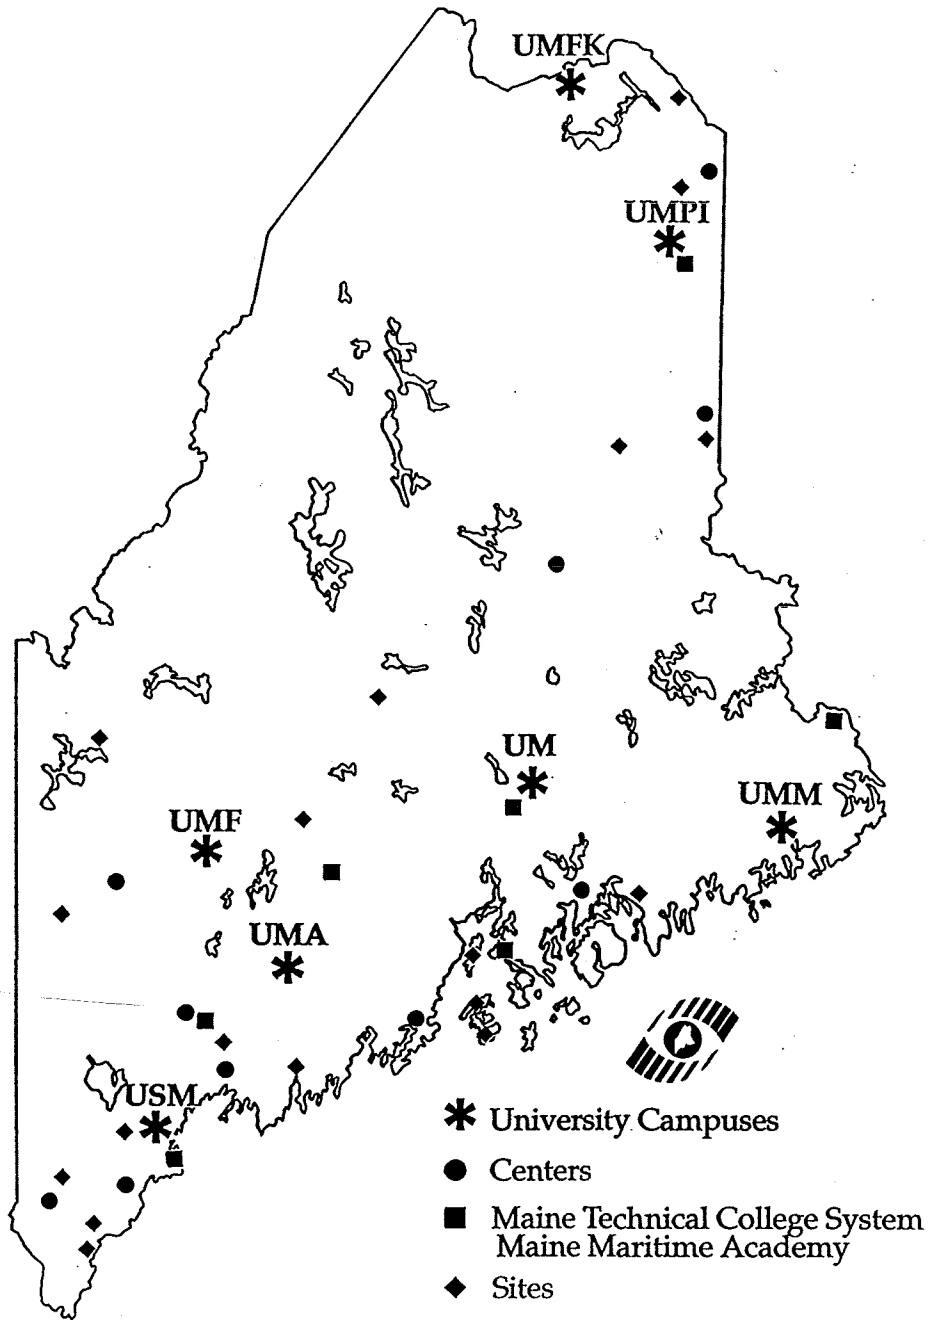 UMFK
UMPI
UM
UMM
UMF
UMA
USM
University Campuses
Centers
Maine Technical College System
Maine Maritime Academy
Sites